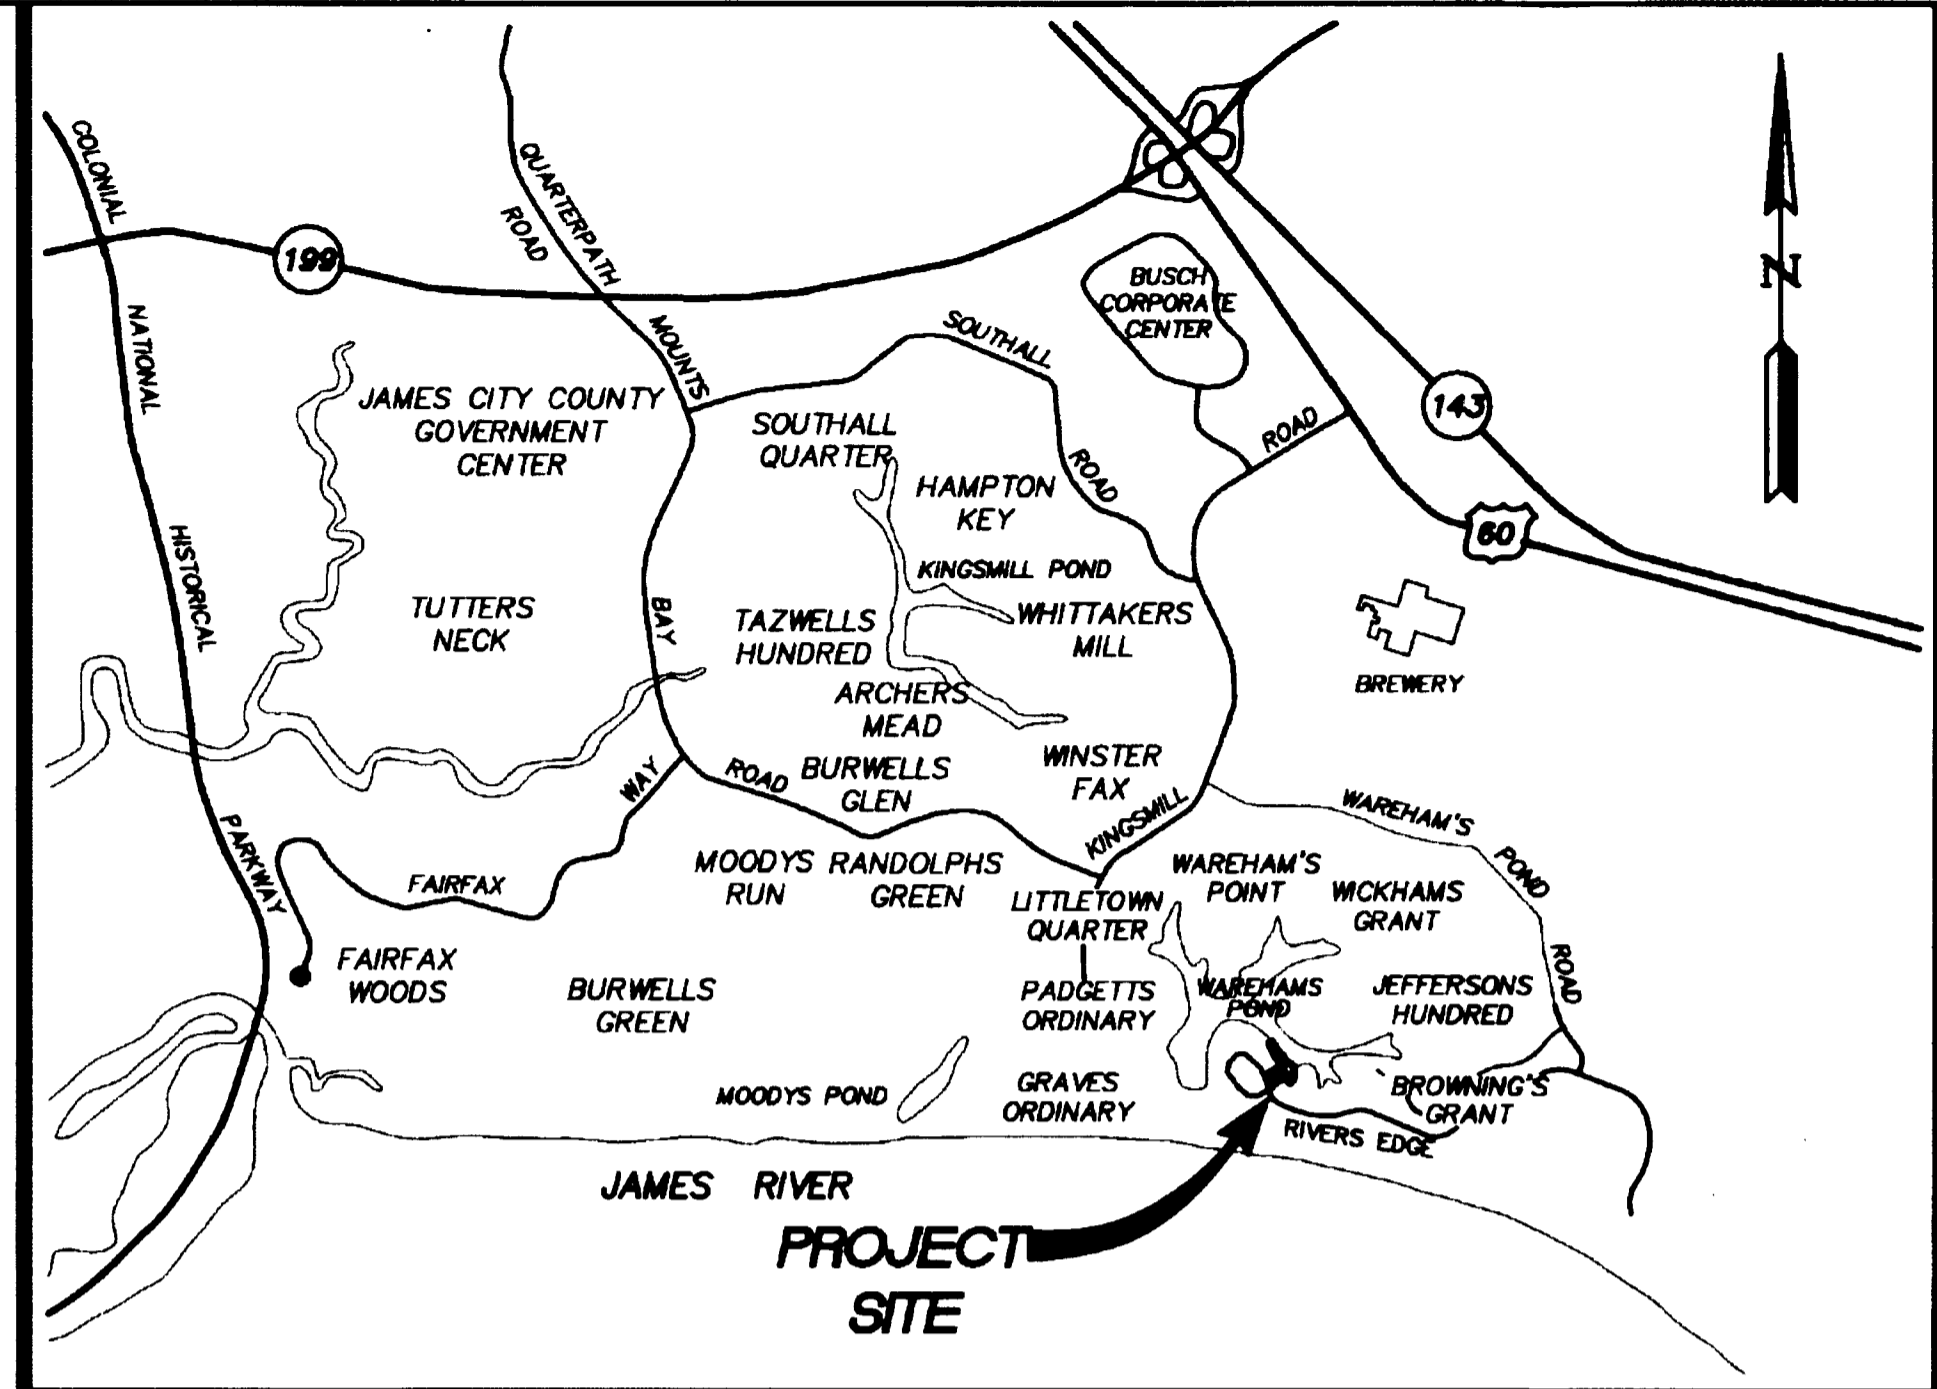 COLONIAL
NATIONAL
HISTORICAL
PARKWAY
199
QUARTERPATH
ROAD
MOUNTS
BAY
ROAD
SOUTHALL
ROAD
BUSCH
CORPORATE
CENTER
ROAD
KINGSMILL
143
60
N
JAMES CITY COUNTY
GOVERNMENT
CENTER
SOUTHALL
QUARTER
HAMPTON
KEY
KINGSMILL POND
TUTTERS
NECK
TAZWELLS
HUNDRED
WHITTAKERS
MILL
BREWERY
ARCHERS
MEAD
WINSTER
FAX
BURWELLS
GLEN
WAY
FAIRFAX
WAREHAM'S
POND
ROAD
MOODYS
RUN
RANDOLPHS
GREEN
LITTLETOWN
QUARTER
WAREHAM'S
POINT
WICKHAMS
GRANT
FAIRFAX
WOODS
BURWELLS
GREEN
PADGETTS
ORDINARY
WAREHAMS
POND
JEFFERSONS
HUNDRED
MOODYS POND
GRAVES
ORDINARY
BROWNING'S
GRANT
RIVERS EDGE
JAMES RIVER
PROJECT
SITE